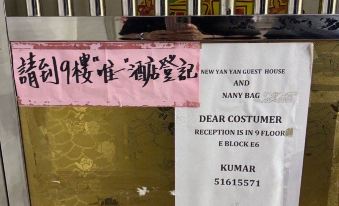 請到9樓"唯一"酒店登記
NEW YAN YAN GUEST HOUSE
AND
NANY BAG
DEAR COSTUMER
RECEPTION IS IN 9 FLOOR
E BLOCK E6
KUMAR
51615571